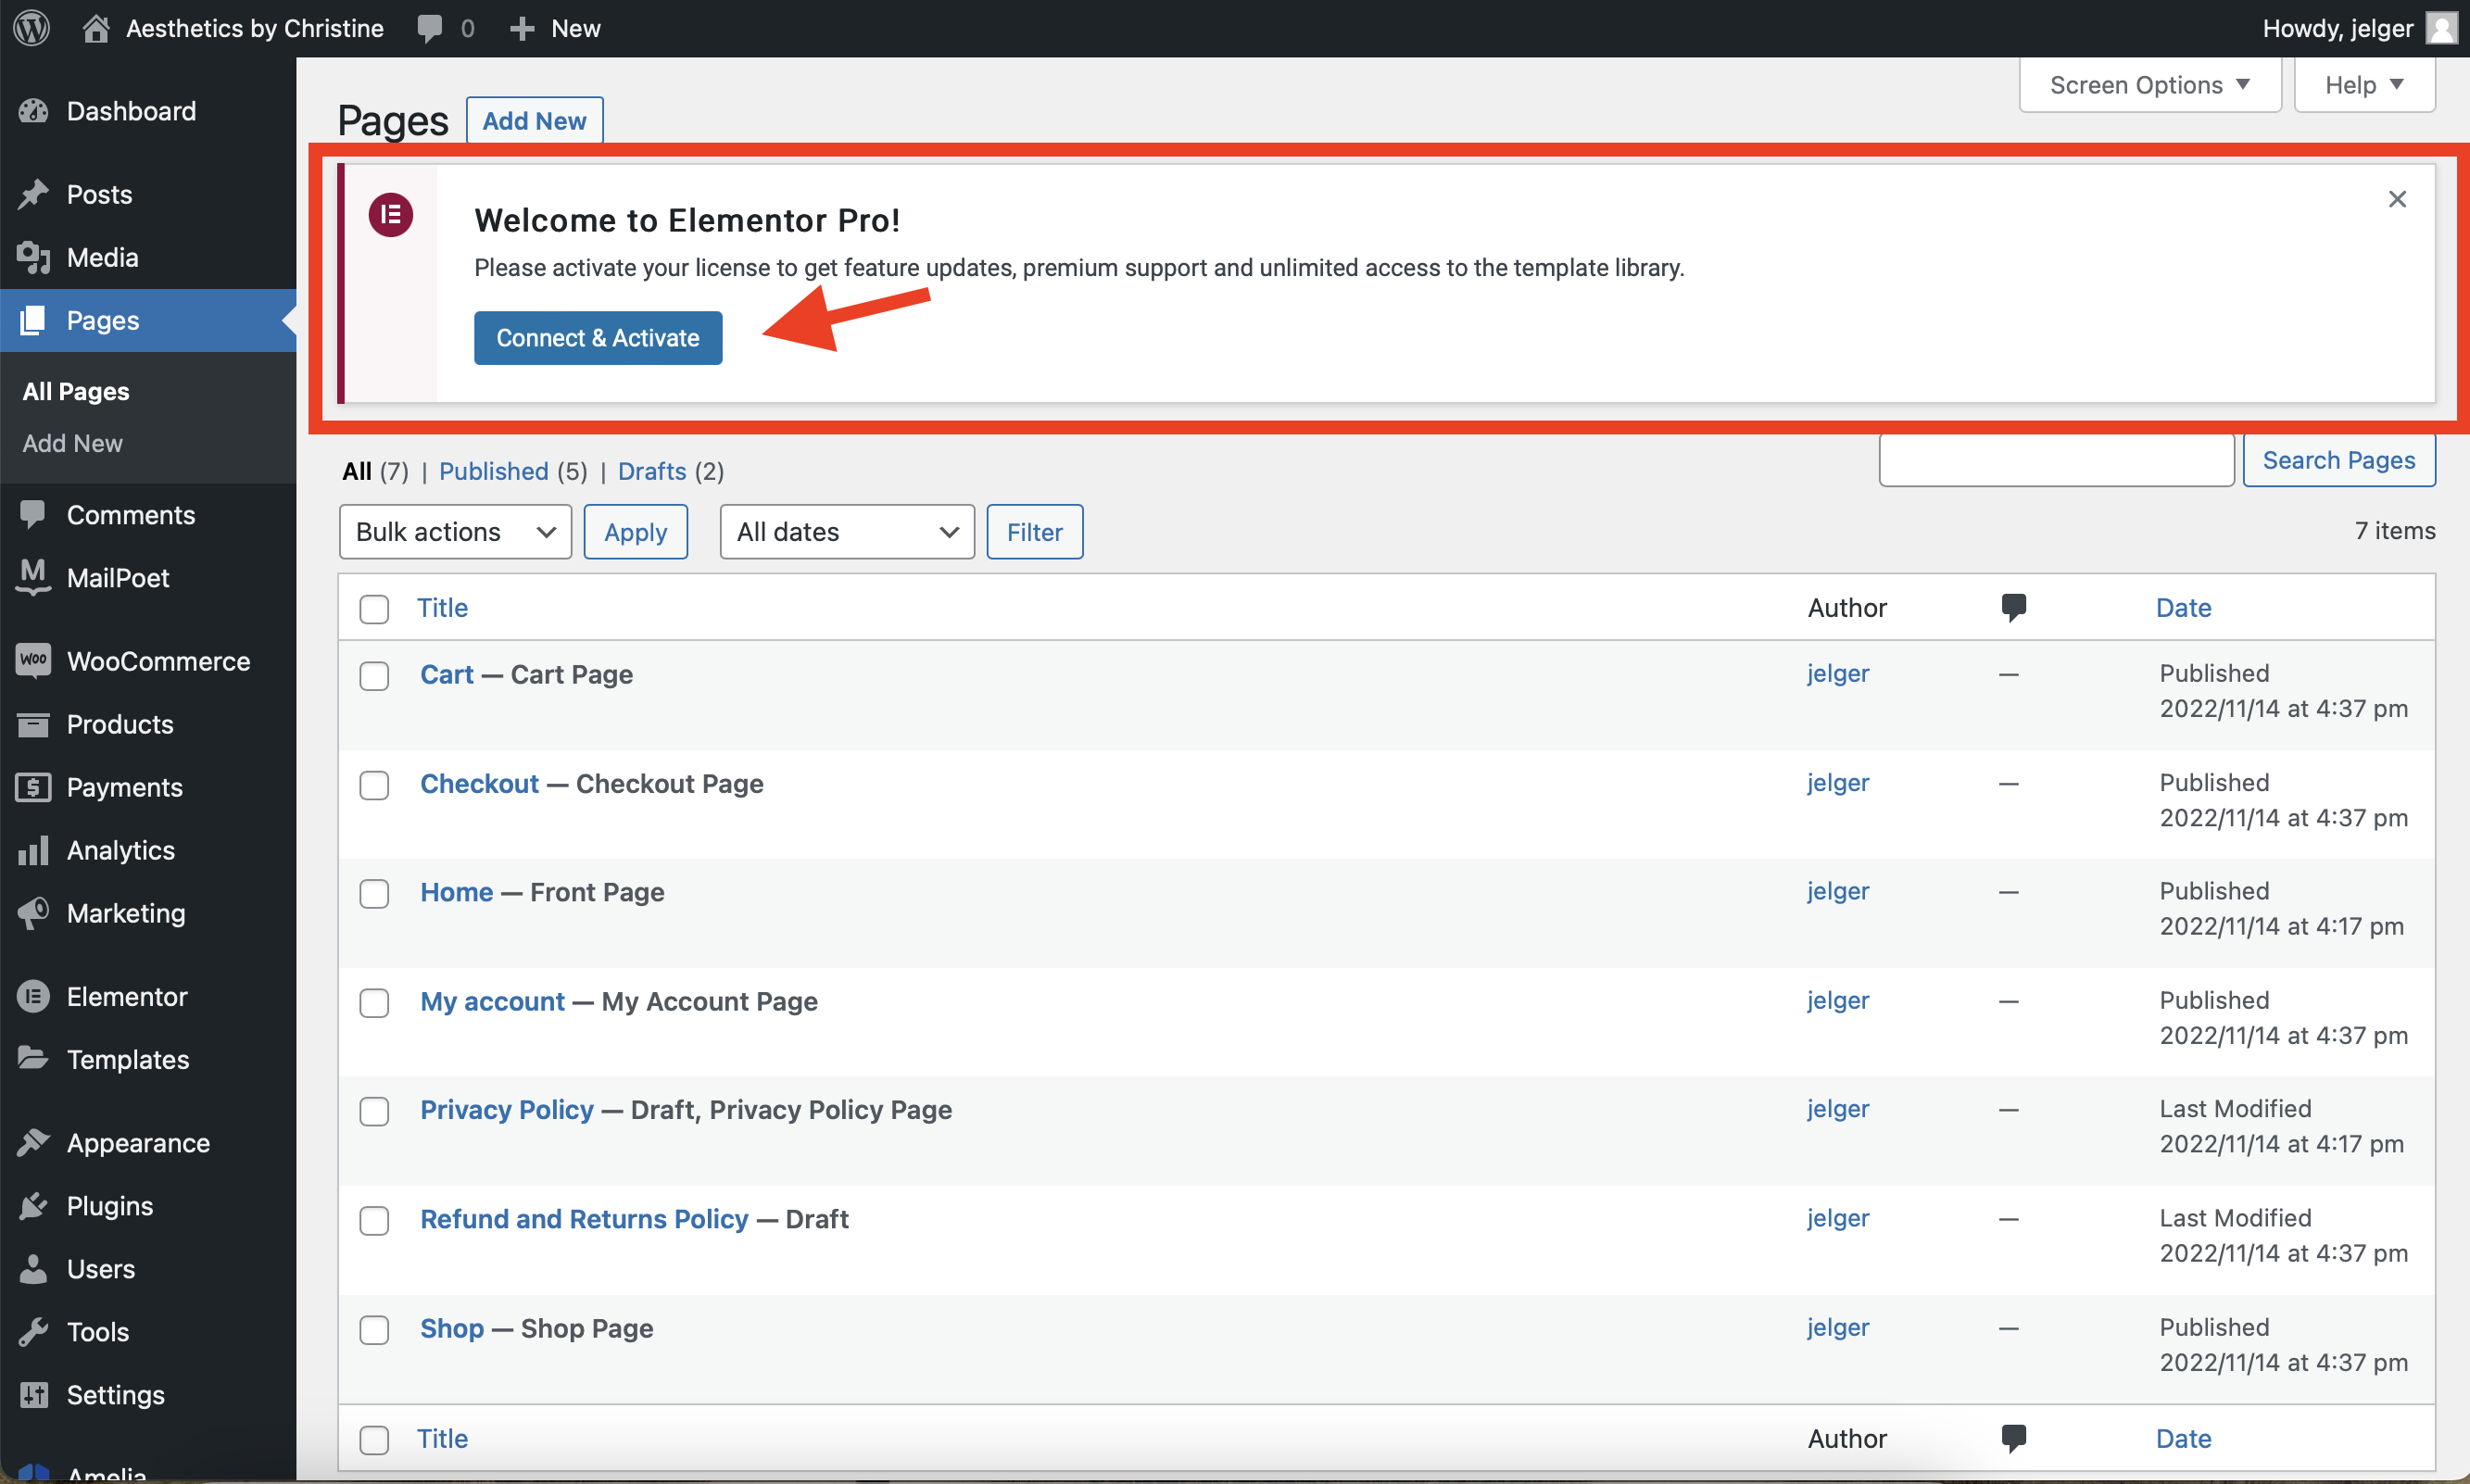 Aesthetics by Christine 0 New Howdy, jelger
Screen Options Help
Dashboard
Posts
Media
Pages
All Pages
Add New
Comments
MailPoet
Woo WooCommerce
Products
Payments
Analytics
Marketing
Elementor
Templates
Appearance
Plugins
Users
Tools
Settings
Amelia
Pages Add New
Welcome to Elementor Pro!
Please activate your license to get feature updates, premium support and unlimited access to the template library.
Connect & Activate
All (7) | Published (5) | Drafts (2) Search Pages
Bulk actions Apply All dates Filter 7 items
Title Author Date
Cart — Cart Page jelger — Published
2022/11/14 at 4:37 pm
Checkout — Checkout Page jelger — Published
2022/11/14 at 4:37 pm
Home — Front Page jelger — Published
2022/11/14 at 4:17 pm
My account — My Account Page jelger — Published
2022/11/14 at 4:37 pm
Privacy Policy — Draft, Privacy Policy Page jelger — Last Modified
2022/11/14 at 4:17 pm
Refund and Returns Policy — Draft jelger — Last Modified
2022/11/14 at 4:37 pm
Shop — Shop Page jelger — Published
2022/11/14 at 4:37 pm
Title Author Date